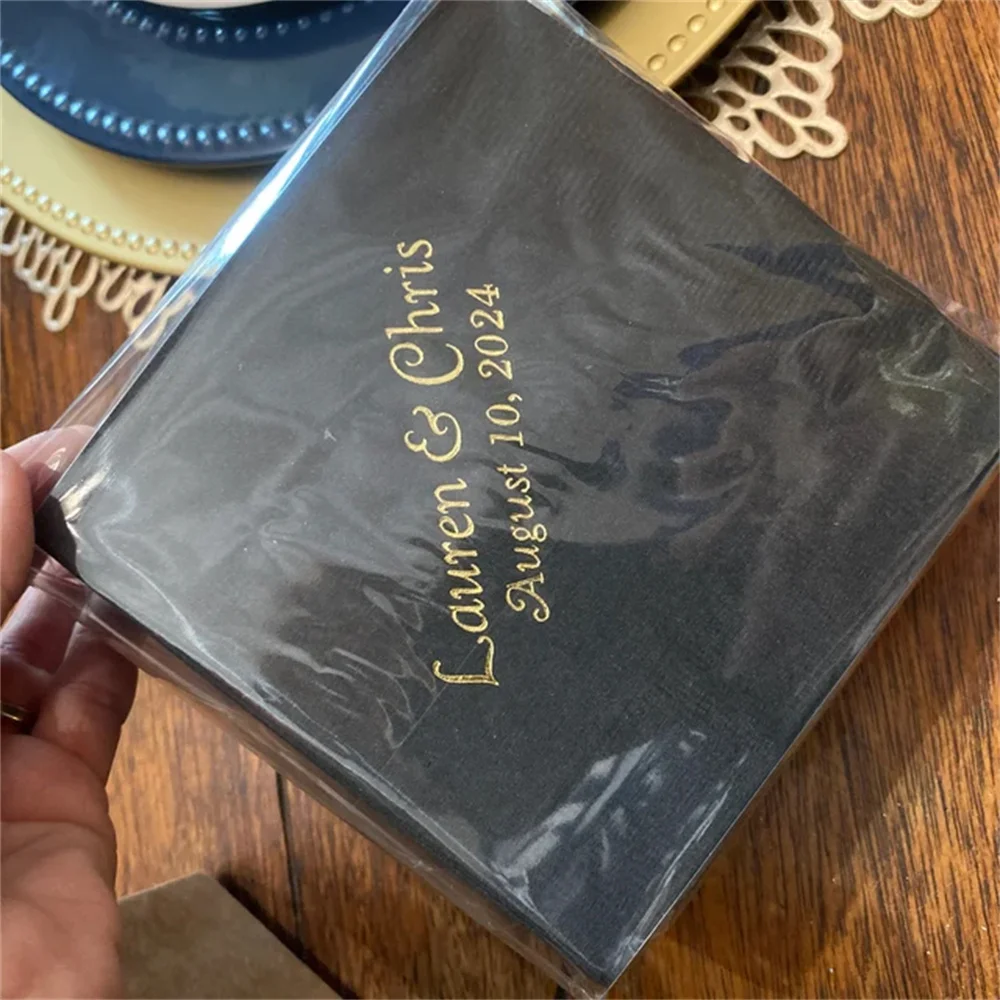 Lauren & Chris
August 10, 2024